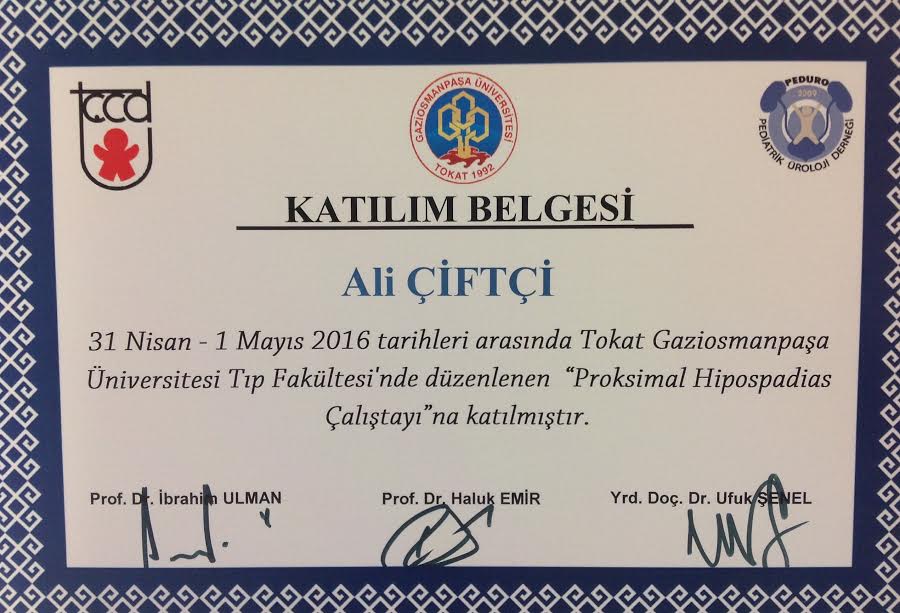 tccd
GAZİOSMANPAŞA ÜNİVERSİTESİ
TOKAT 1992
PEDURO
2009
PEDİATRİK ÜROLOJİ DERNEĞİ
KATILIM BELGESİ
Ali ÇİFTÇİ
31 Nisan - 1 Mayıs 2016 tarihleri arasında Tokat Gaziosmanpaşa
Üniversitesi Tıp Fakültesi'nde düzenlenen “Proksimal Hipospadias
Çalıştayı”na katılmıştır.
Prof. Dr. İbrahim ULMAN Prof. Dr. Haluk EMİR Yrd. Doç. Dr. Ufuk ŞENEL